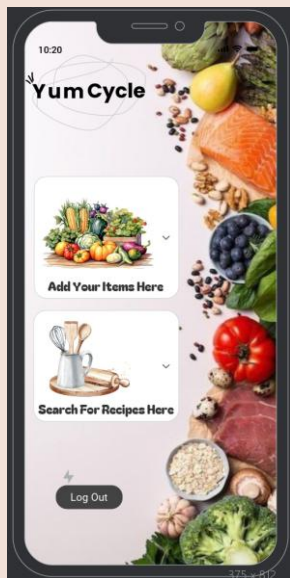 10:20
Yum Cycle
Add Your Items Here
Search For Recipes Here
Log Out
375 × 812